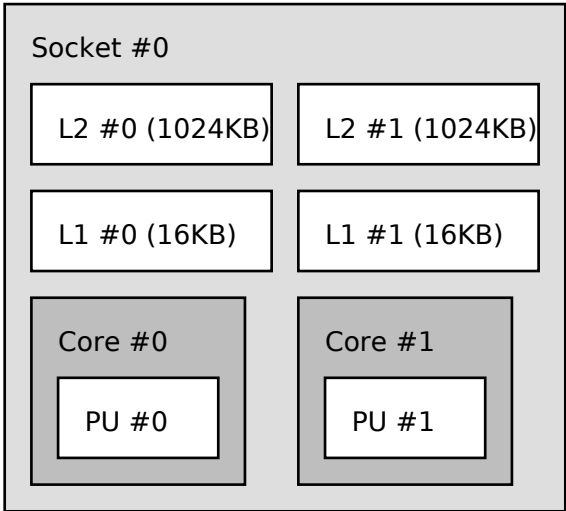 Socket #0
L2 #0 (1024KB)
L2 #1 (1024KB)
L1 #0 (16KB)
L1 #1 (16KB)
Core #0
Core #1
PU #0
PU #1